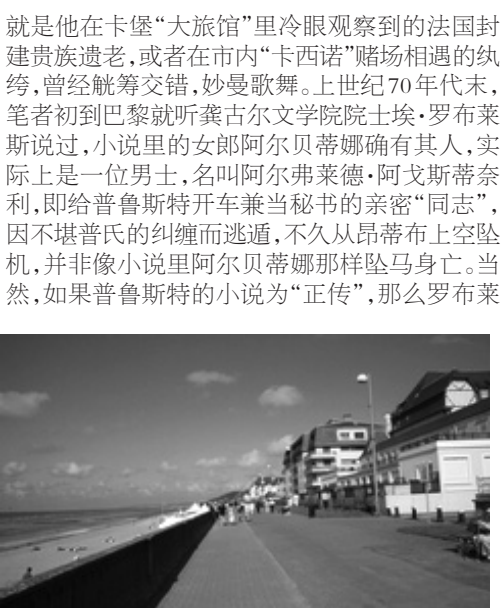 就是他在卡堡“大旅馆”里冷眼观察到的法国封
建贵族遗老，或者在市内“卡西诺”赌场相遇的纨
绔，曾经觥筹交错，妙曼歌舞。上世纪70年代末，
笔者初到巴黎就听龚古尔文学院院士埃·罗布莱
斯说过，小说里的女郎阿尔贝蒂娜确有其人，实
际上是一位男士，名叫阿尔弗莱德·阿戈斯蒂奈
利，即给普鲁斯特开车兼当秘书的亲密“同志”，
因不堪普氏的纠缠而逃遁，不久从昂蒂布上空坠
机，并非像小说里阿尔贝蒂娜那样坠马身亡。当
然，如果普鲁斯特的小说为“正传”，那么罗布莱